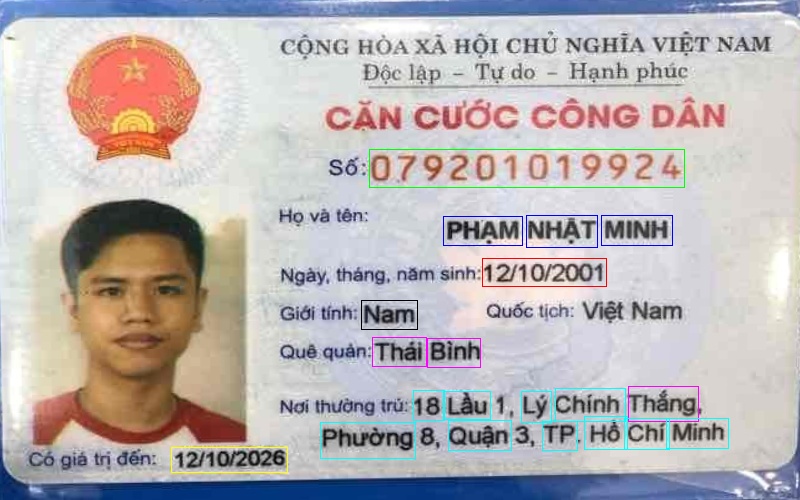 CỘNG HÒA XÃ HỘI CHỦ NGHĨA VIỆT NAM
Độc lập – Tự do – Hạnh phúc
CĂN CƯỚC CÔNG DÂN
Số: 079201019924
Họ và tên: PHẠM NHẬT MINH
Ngày, tháng, năm sinh: 12/10/2001
Giới tính: Nam Quốc tịch: Việt Nam
Quê quán: Thái Bình
Nơi thường trú: 18 Lầu 1, Lý Chính Thắng,
Phường 8, Quận 3, TP. Hồ Chí Minh
Có giá trị đến: 12/10/2026